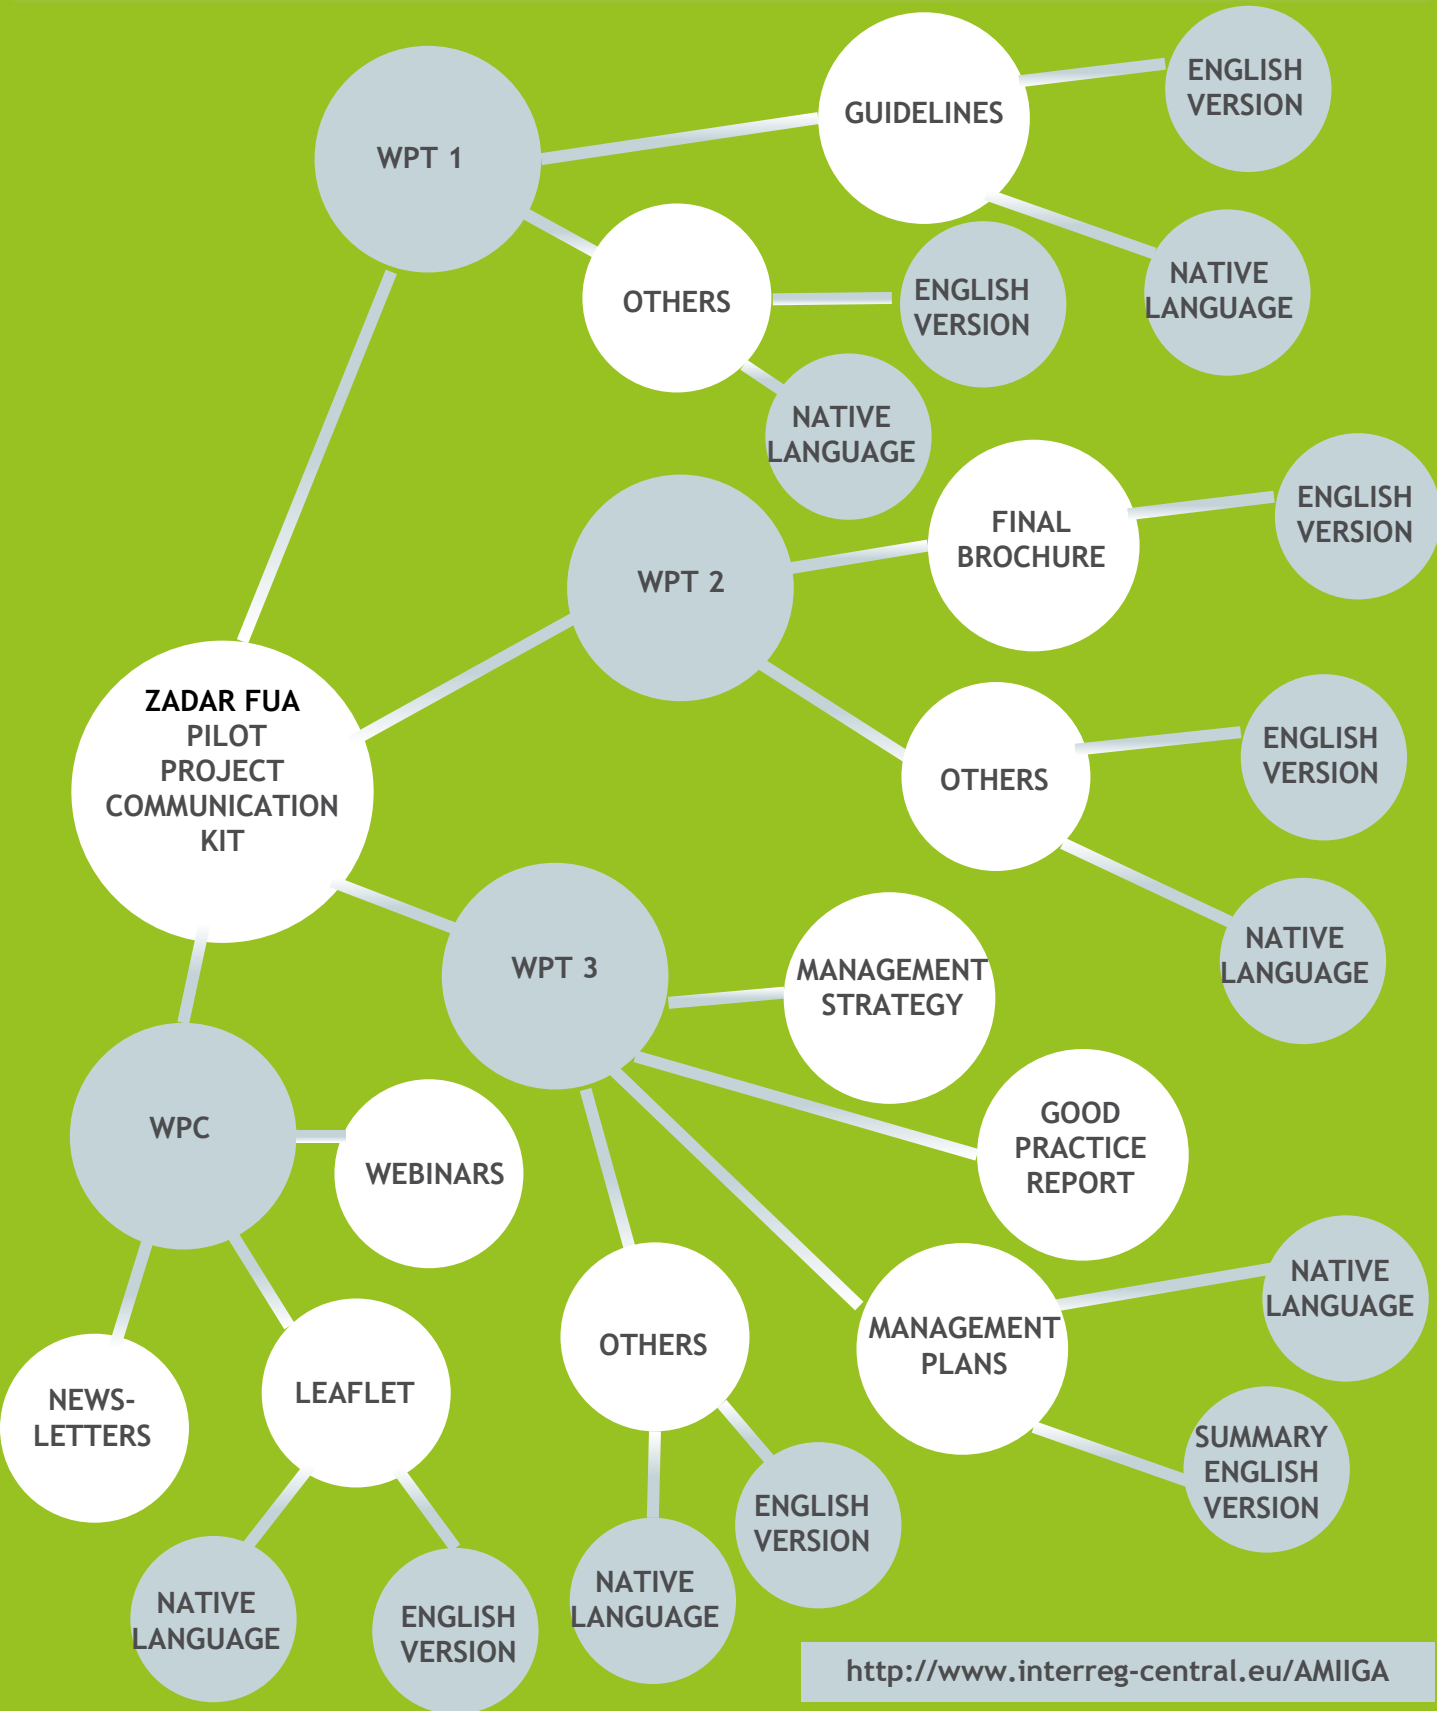 ENGLISH
VERSION
GUIDELINES
WPT 1
NATIVE
LANGUAGE
OTHERS
ENGLISH
VERSION
NATIVE
LANGUAGE
FINAL
BROCHURE
ENGLISH
VERSION
WPT 2
ZADAR FUA
PILOT
PROJECT
COMMUNICATION
KIT
OTHERS
ENGLISH
VERSION
NATIVE
LANGUAGE
WPT 3
MANAGEMENT
STRATEGY
GOOD
PRACTICE
REPORT
WPC
WEBINARS
NATIVE
LANGUAGE
MANAGEMENT
PLANS
OTHERS
LEAFLET
NEWS-
LETTERS
SUMMARY
ENGLISH
VERSION
ENGLISH
VERSION
NATIVE
LANGUAGE
NATIVE
LANGUAGE
ENGLISH
VERSION
http://www.interreg-central.eu/AMIIGA